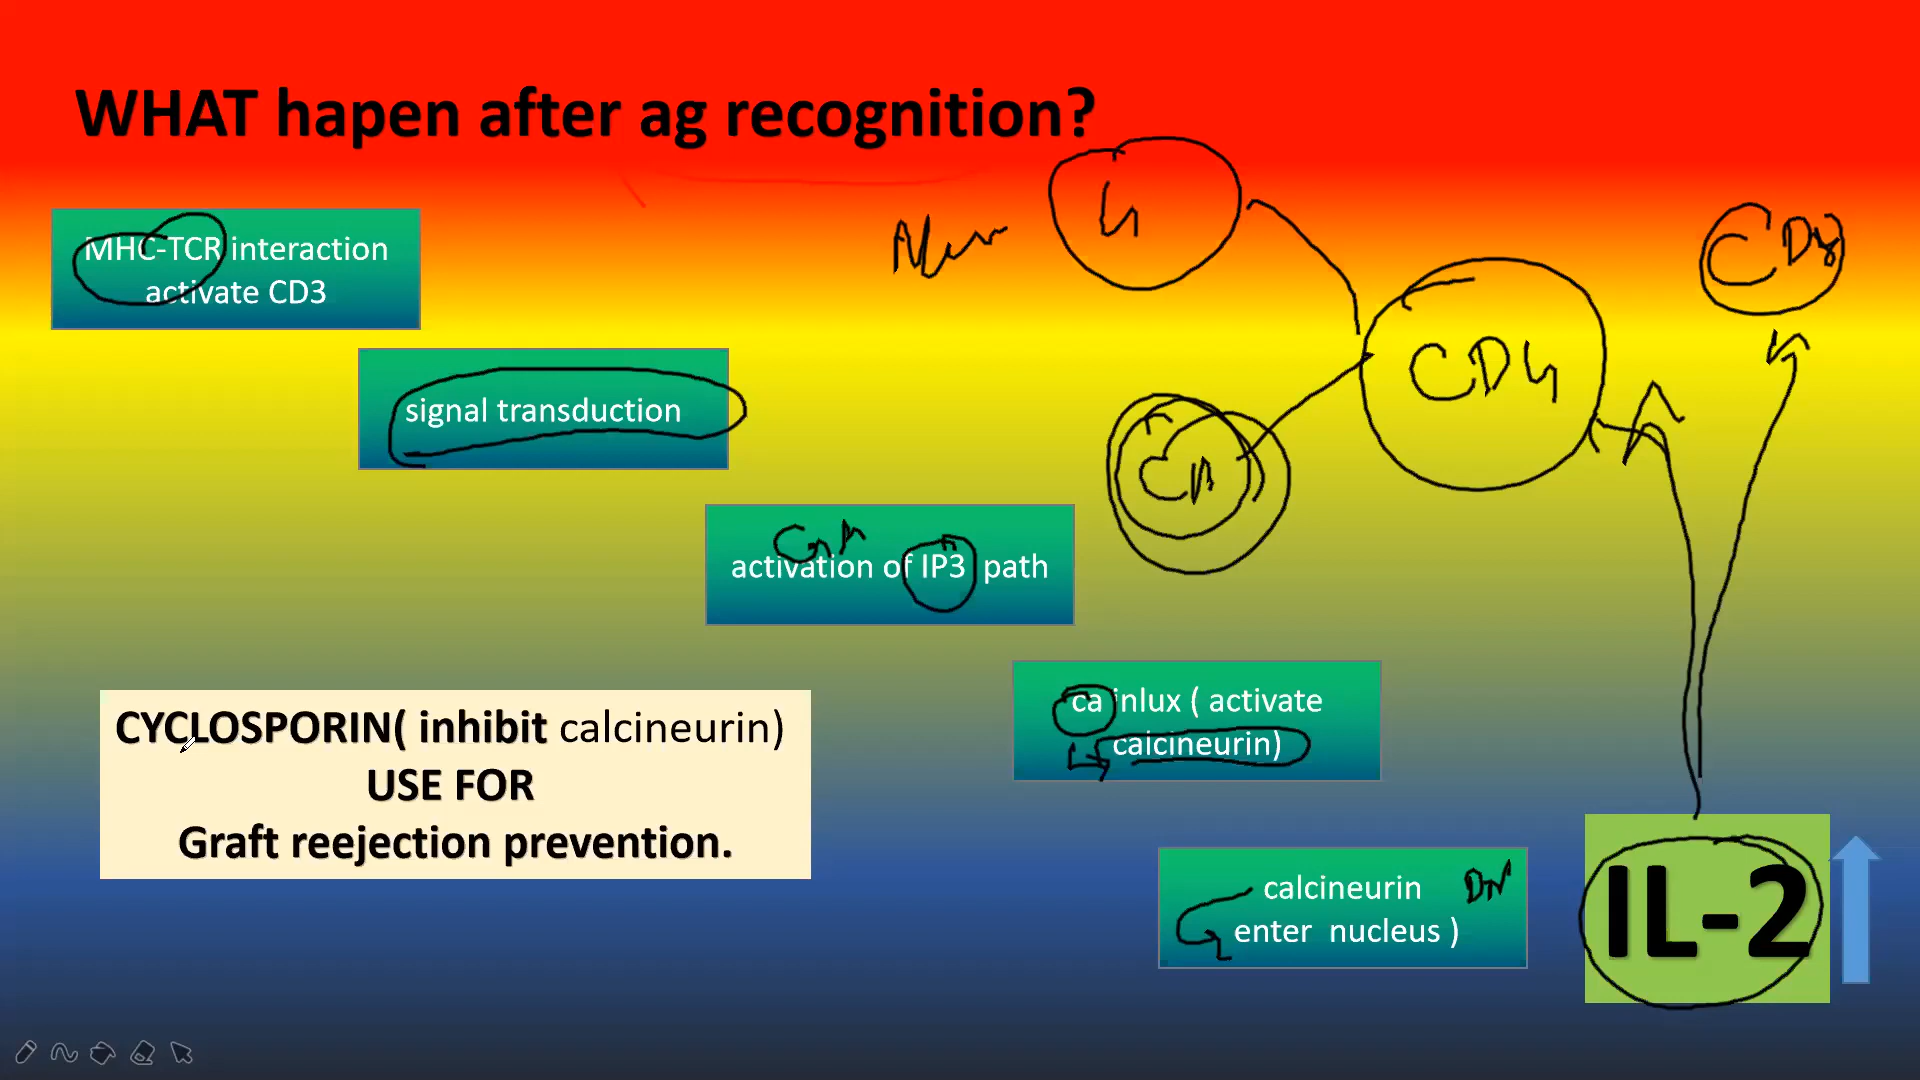 WHAT hapen after ag recognition?
MHC-TCR interaction
activate CD3
signal transduction
activation of IP3 path
ca inlux ( activate
calcineurin)
calcineurin
enter nucleus )
IL-2
CYCLOSPORIN( inhibit calcineurin)
USE FOR
Graft reejection prevention.
CD4
CD8